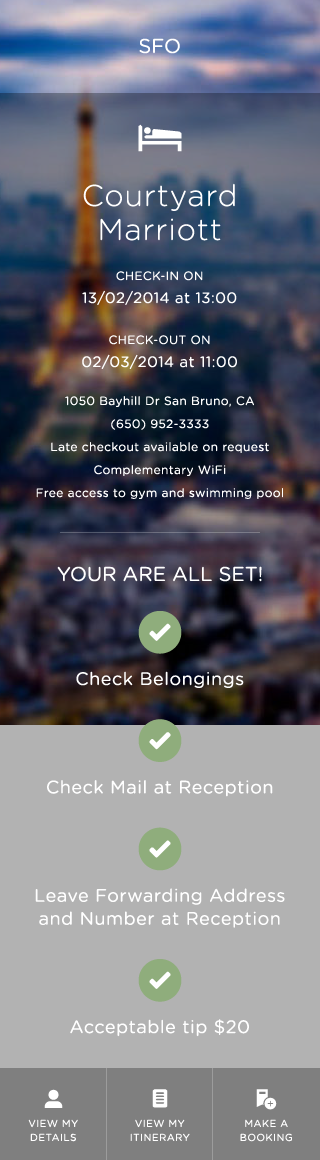 SFO
Courtyard
Marriott
CHECK-IN ON
13/02/2014 at 13:00
CHECK-OUT ON
02/03/2014 at 11:00
1050 Bayhill Dr San Bruno, CA
(650) 952-3333
Late checkout available on request
Complementary WiFi
Free access to gym and swimming pool
YOUR ARE ALL SET!
Check Belongings
Check Mail at Reception
Leave Forwarding Address
and Number at Reception
Acceptable tip $20
VIEW MY
DETAILS
VIEW MY
ITINERARY
MAKE A
BOOKING